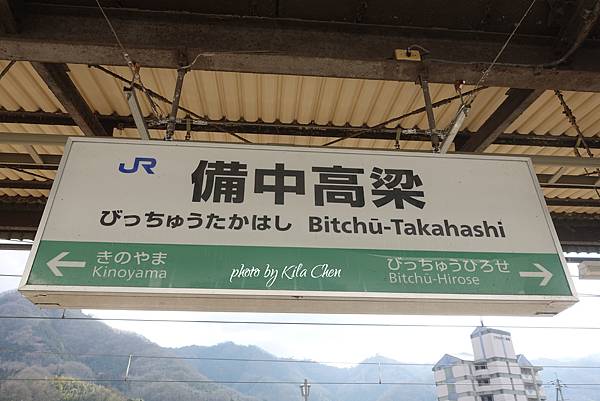 JR 備中高梁
びっちゅうたかはし Bitchū-Takahashi
← きのやま びっちゅうひろせ →
Kinoyama photo by Kila Chen Bitchū-Hirose